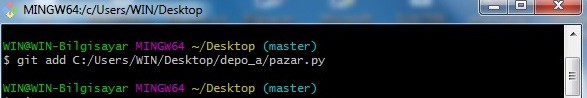 MINGW64:/c/Users/WIN/Desktop
WIN@WIN-Bilgisayar MINGW64 ~/Desktop (master)
$ git add C:/Users/WIN/Desktop/depo_a/pazar.py
WIN@WIN-Bilgisayar MINGW64 ~/Desktop (master)